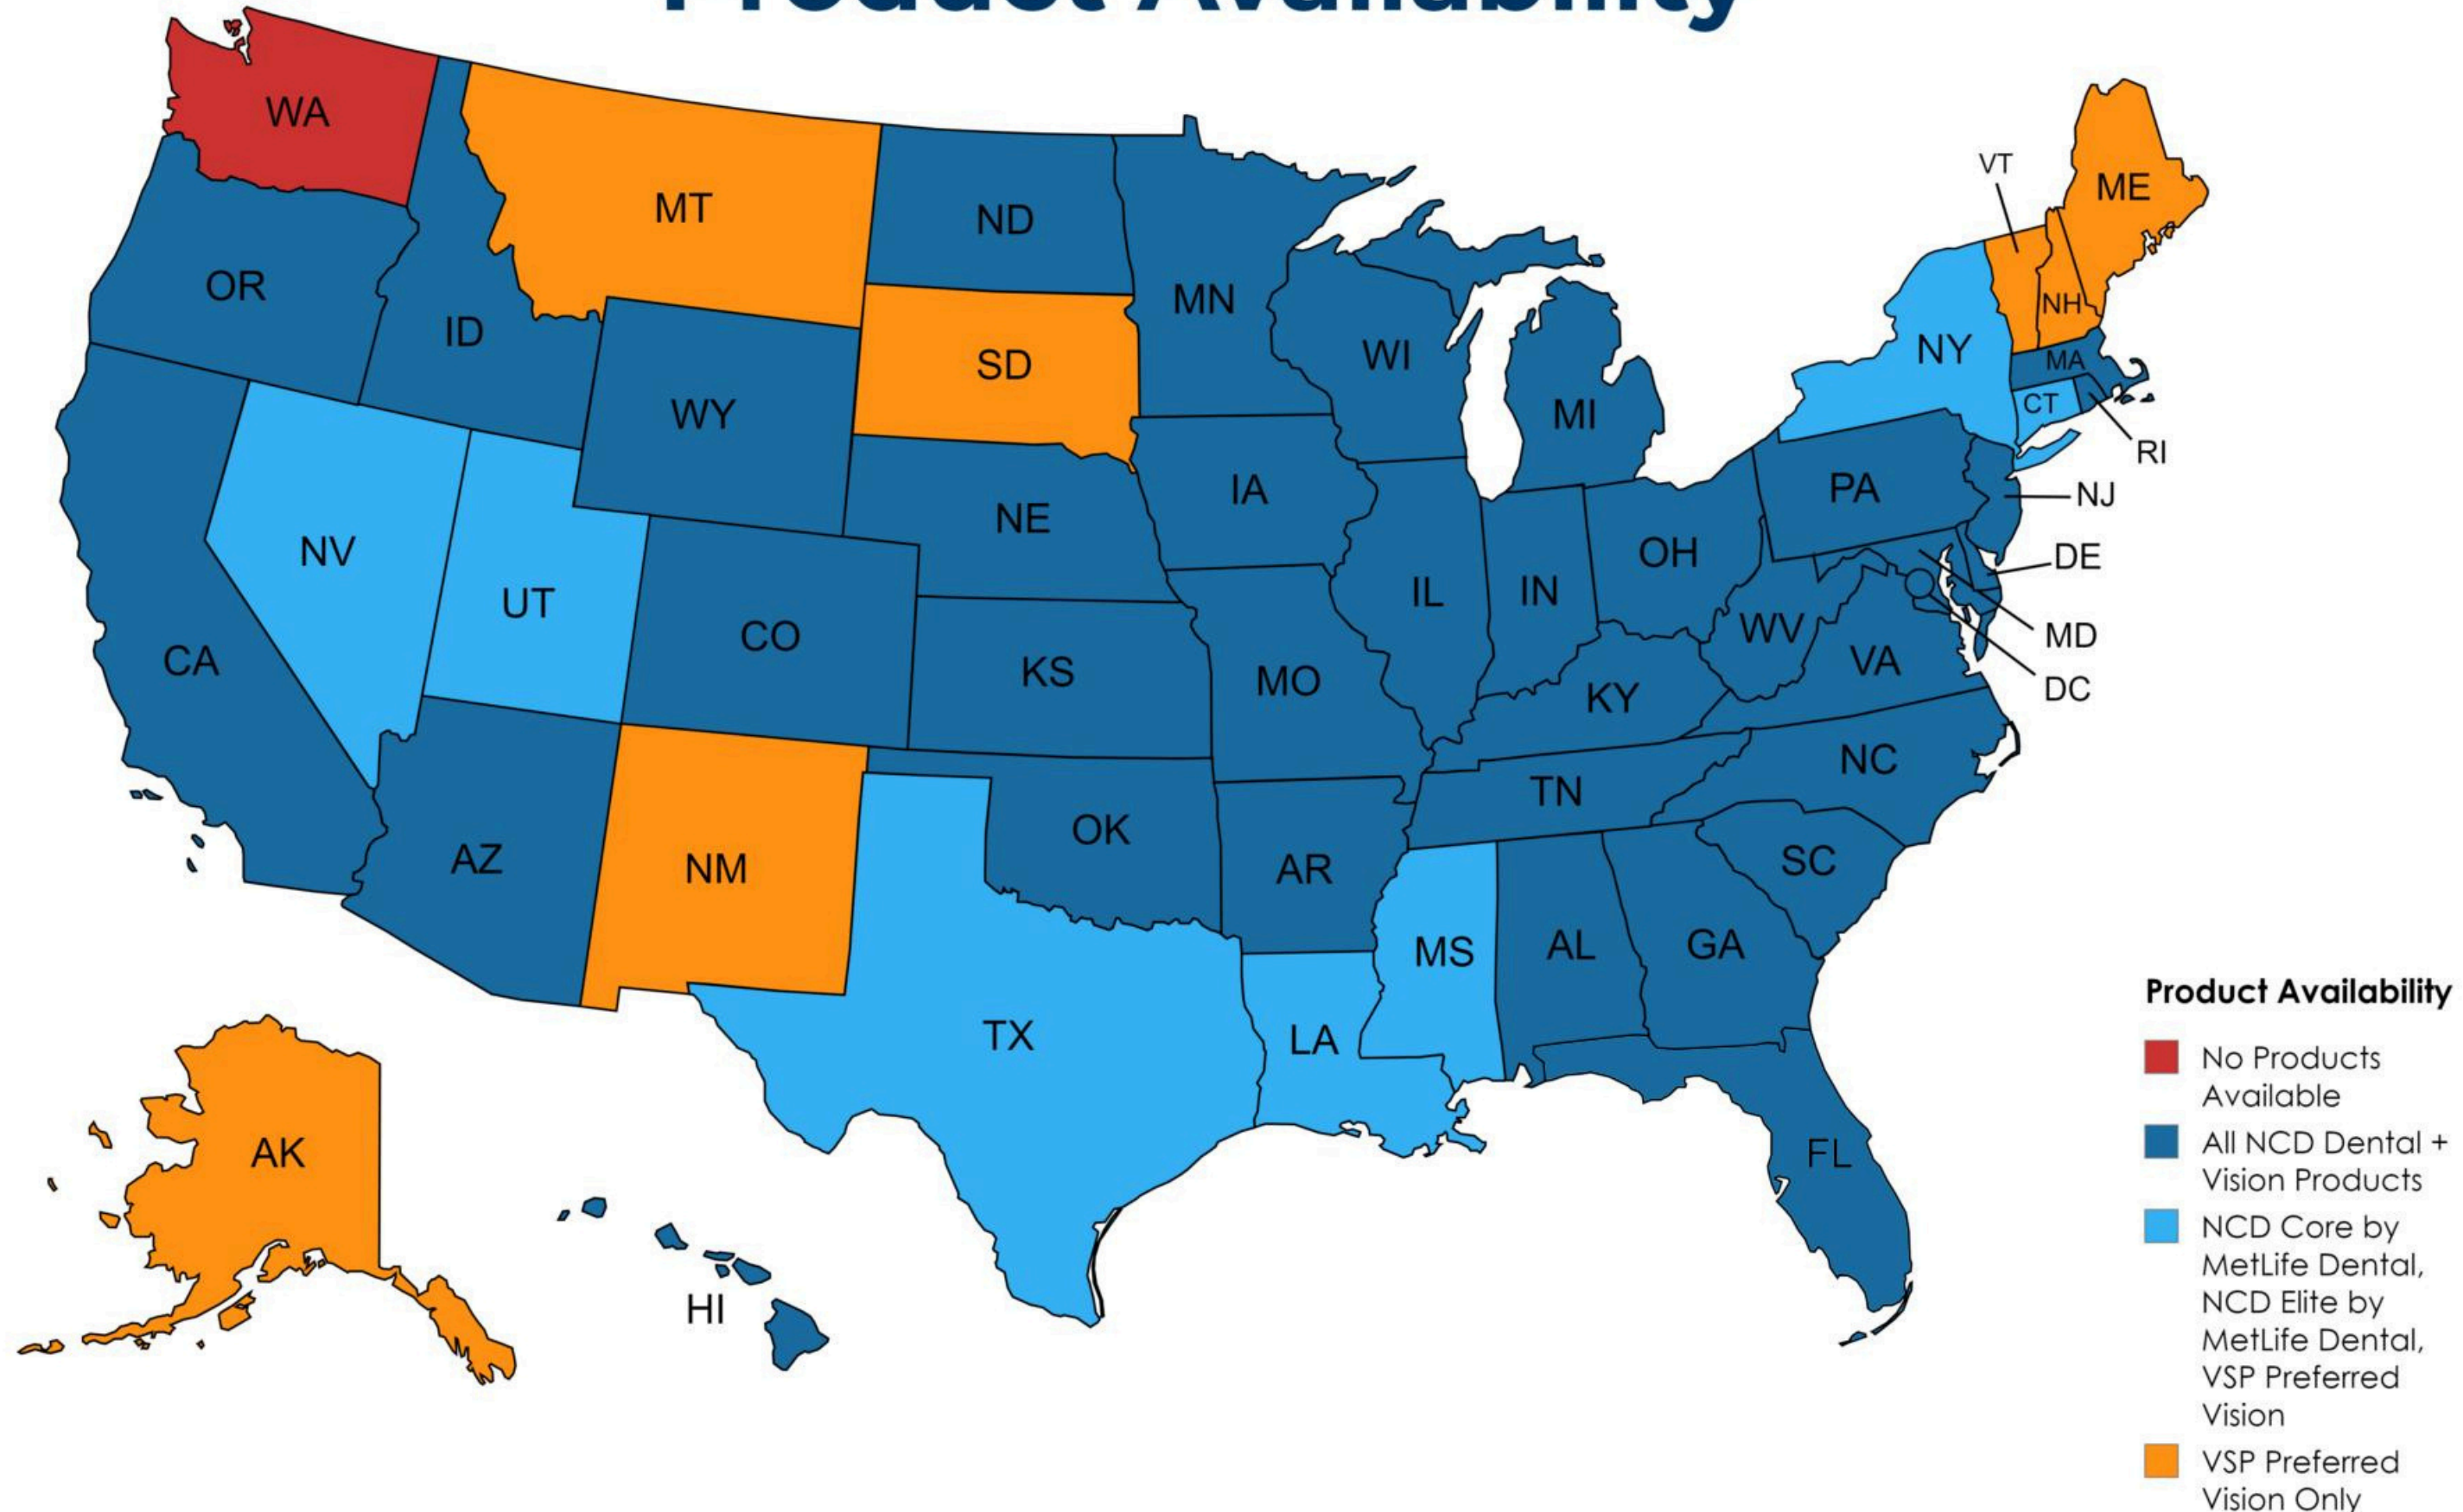 Product Availability
WA
VT
ME
MT
ND
OR
MN
NH
ID
NY
WI
MA
SD
CT
WY
MI
RI
IA
PA
NJ
NE
NV
OH
DE
UT
IL
IN
WV
MD
CO
CA
KS
VA
MO
DC
KY
NC
TN
OK
AZ
NM
AR
SC
MS
AL
GA
TX
LA
AK
FL
HI
Product Availability
No Products
Available
All NCD Dental +
Vision Products
NCD Core by
MetLife Dental,
NCD Elite by
MetLife Dental,
VSP Preferred
Vision
VSP Preferred
Vision Only